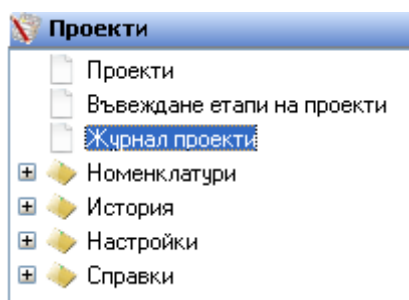 Проекти
Проекти
Въвеждане етапи на проекти
Журнал проекти
Номенклатури
История
Настройки
Справки